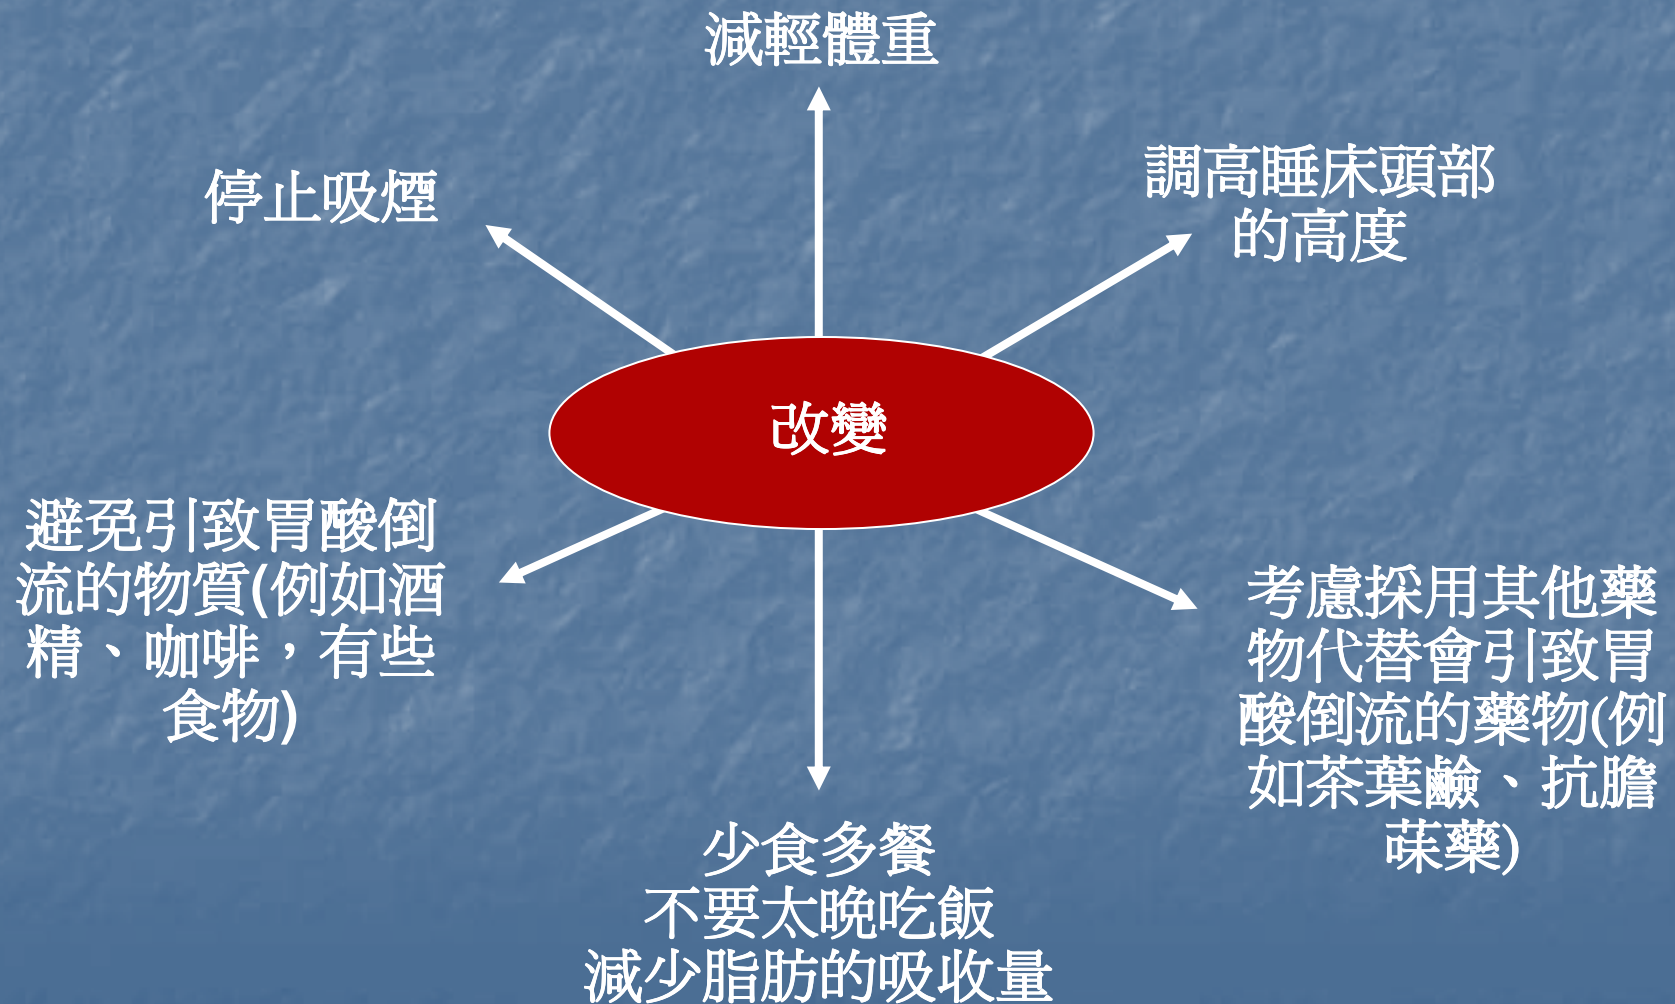 減輕體重
停止吸煙
調高睡床頭部
的高度
改變
避免引致胃酸倒
流的物質(例如酒
精、咖啡，有些
食物)
考慮採用其他藥
物代替會引致胃
酸倒流的藥物(例
如茶葉鹼、抗膽
菋藥)
少食多餐
不要太晚吃飯
減少脂肪的吸收量